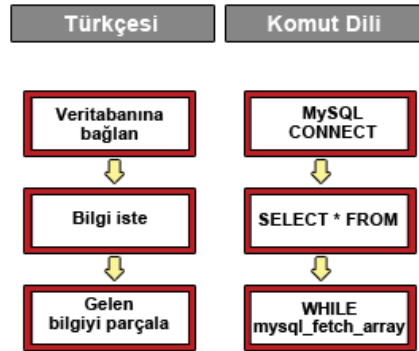 Türkçesi
Komut Dili
Veritabanına
bağlan
MySQL
CONNECT
Bilgi iste
SELECT * FROM
Gelen
bilgiyi parçala
WHILE
mysql_fetch_array